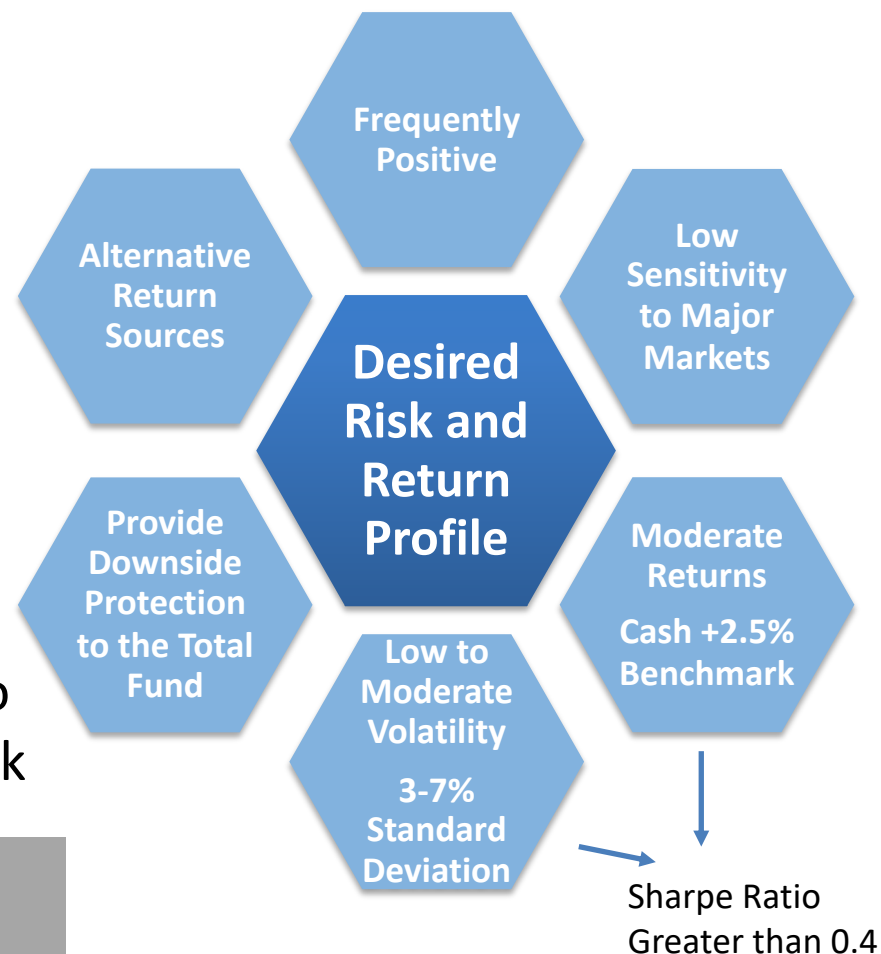 Frequently
Positive
Alternative
Return
Sources
Low
Sensitivity
to Major
Markets
Desired
Risk and
Return
Profile
Provide
Downside
Protection
to the Total
Fund
Moderate
Returns
Cash +2.5%
Benchmark
Low to
Moderate
Volatility
3-7%
Standard
Deviation
Sharpe Ratio
Greater than 0.4